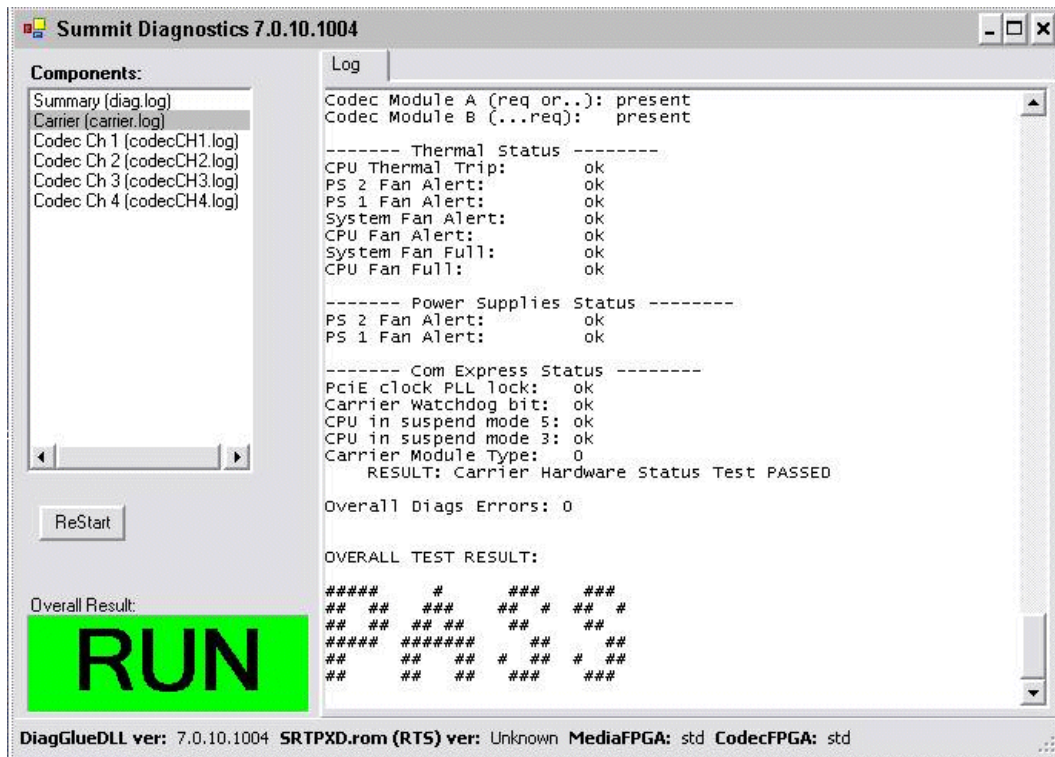 Summit Diagnostics 7.0.10.1004
Components:
Summary (diag.log)
Carrier (carrier.log)
Codec Ch 1 (codecCH1.log)
Codec Ch 2 (codecCH2.log)
Codec Ch 3 (codecCH3.log)
Codec Ch 4 (codecCH4.log)
ReStart
Overall Result:
RUN
Log
Codec Module A (req or..): present
Codec Module B (...req): present
------- Thermal Status --------
CPU Thermal Trip: ok
PS 2 Fan Alert: ok
PS 1 Fan Alert: ok
System Fan Alert: ok
CPU Fan Alert: ok
System Fan Full: ok
CPU Fan Full: ok
------- Power Supplies Status --------
PS 2 Fan Alert: ok
PS 1 Fan Alert: ok
------- Com Express Status --------
PciE clock PLL lock: ok
Carrier Watchdog bit: ok
CPU in suspend mode 5: ok
CPU in suspend mode 3: ok
Carrier Module Type: 0
RESULT: Carrier Hardware Status Test PASSED
Overall Diags Errors: 0
OVERALL TEST RESULT:
PASS
DiagGlueDLL ver: 7.0.10.1004 SRTPXD.rom (RTS) ver: Unknown MediaFPGA: std CodecFPGA: std